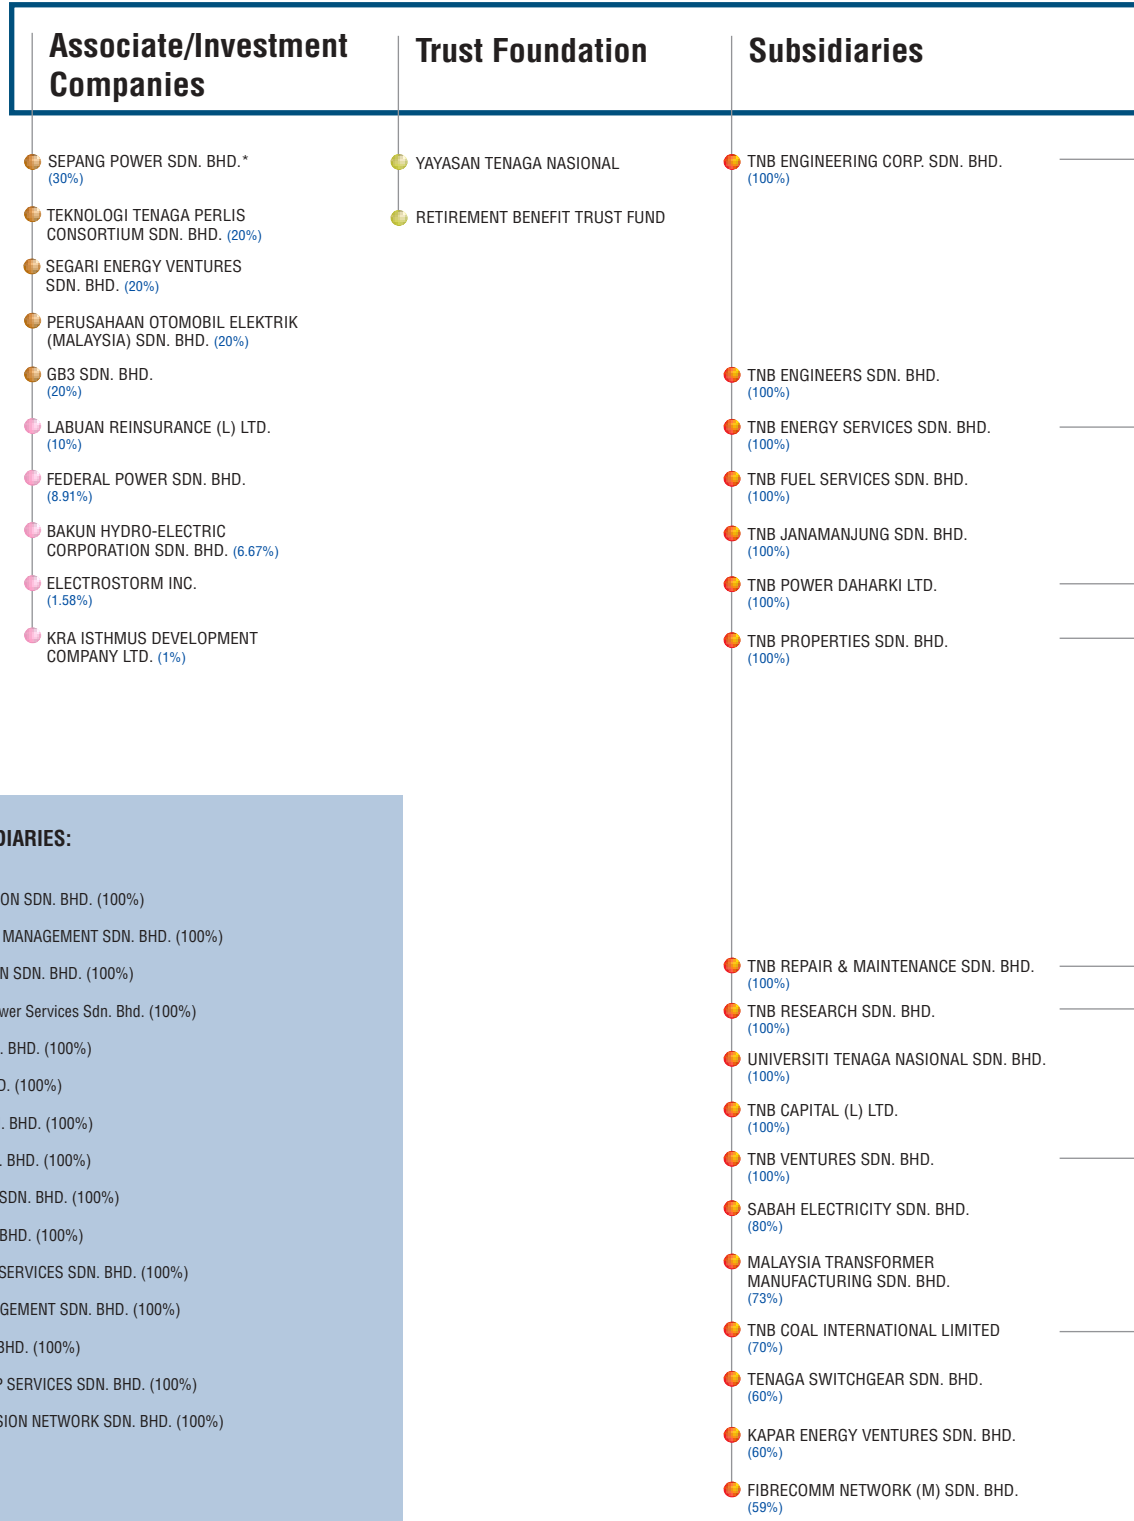 Associate/Investment
Companies
SEPANG POWER SDN. BHD.*
(30%)
TEKNOLOGI TENAGA PERLIS
CONSORTIUM SDN. BHD. (20%)
SEGARI ENERGY VENTURES
SDN. BHD. (20%)
PERUSAHAAN OTOMOBIL ELEKTRIK
(MALAYSIA) SDN. BHD. (20%)
GB3 SDN. BHD.
(20%)
LABUAN REINSURANCE (L) LTD.
(10%)
FEDERAL POWER SDN. BHD.
(8.91%)
BAKUN HYDRO-ELECTRIC
CORPORATION SDN. BHD. (6.67%)
ELECTROSTORM INC.
(1.58%)
KRA ISTHMUS DEVELOPMENT
COMPANY LTD. (1%)
Trust Foundation
YAYASAN TENAGA NASIONAL
RETIREMENT BENEFIT TRUST FUND
Subsidiaries
TNB ENGINEERING CORP. SDN. BHD.
(100%)
TNB ENGINEERS SDN. BHD.
(100%)
TNB ENERGY SERVICES SDN. BHD.
(100%)
TNB FUEL SERVICES SDN. BHD.
(100%)
TNB JANAMANJUNG SDN. BHD.
(100%)
TNB POWER DAHARKI LTD.
(100%)
TNB PROPERTIES SDN. BHD.
(100%)
TNB REPAIR & MAINTENANCE SDN. BHD.
(100%)
TNB RESEARCH SDN. BHD.
(100%)
UNIVERSITI TENAGA NASIONAL SDN. BHD.
(100%)
TNB CAPITAL (L) LTD.
(100%)
TNB VENTURES SDN. BHD.
(100%)
SABAH ELECTRICITY SDN. BHD.
(80%)
MALAYSIA TRANSFORMER
MANUFACTURING SDN. BHD.
(73%)
TNB COAL INTERNATIONAL LIMITED
(70%)
TENAGA SWITCHGEAR SDN. BHD.
(60%)
KAPAR ENERGY VENTURES SDN. BHD.
(60%)
FIBRECOMM NETWORK (M) SDN. BHD.
(59%)
DIARIES:
ON SDN. BHD. (100%)
MANAGEMENT SDN. BHD. (100%)
N SDN. BHD. (100%)
wer Services Sdn. Bhd. (100%)
. BHD. (100%)
D. (100%)
. BHD. (100%)
. BHD. (100%)
SDN. BHD. (100%)
BHD. (100%)
SERVICES SDN. BHD. (100%)
GEMENT SDN. BHD. (100%)
BHD. (100%)
P SERVICES SDN. BHD. (100%)
SION NETWORK SDN. BHD. (100%)